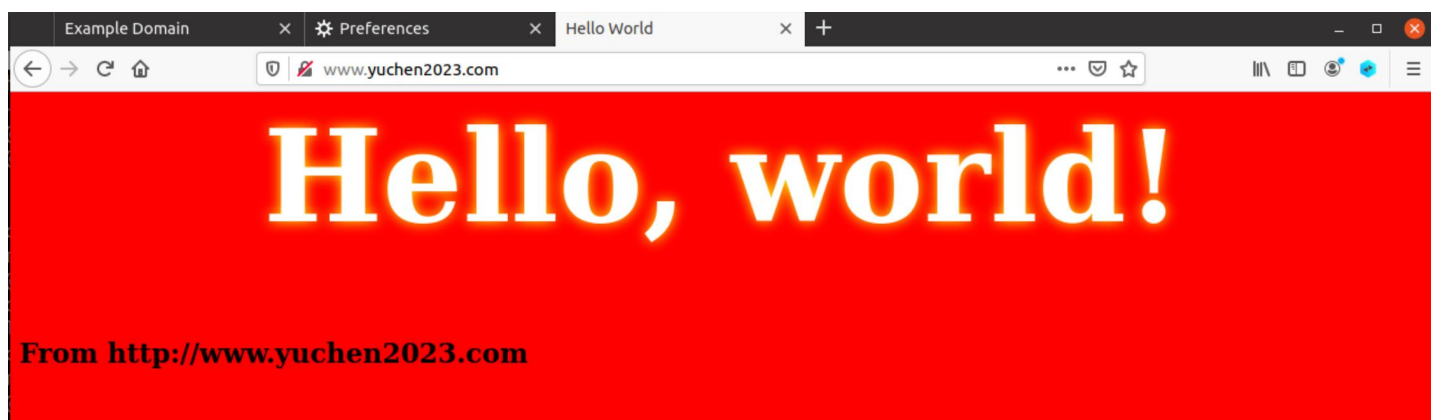 Example Domain
Preferences
Hello World
www.yuchen2023.com
Hello, world!
From http://www.yuchen2023.com